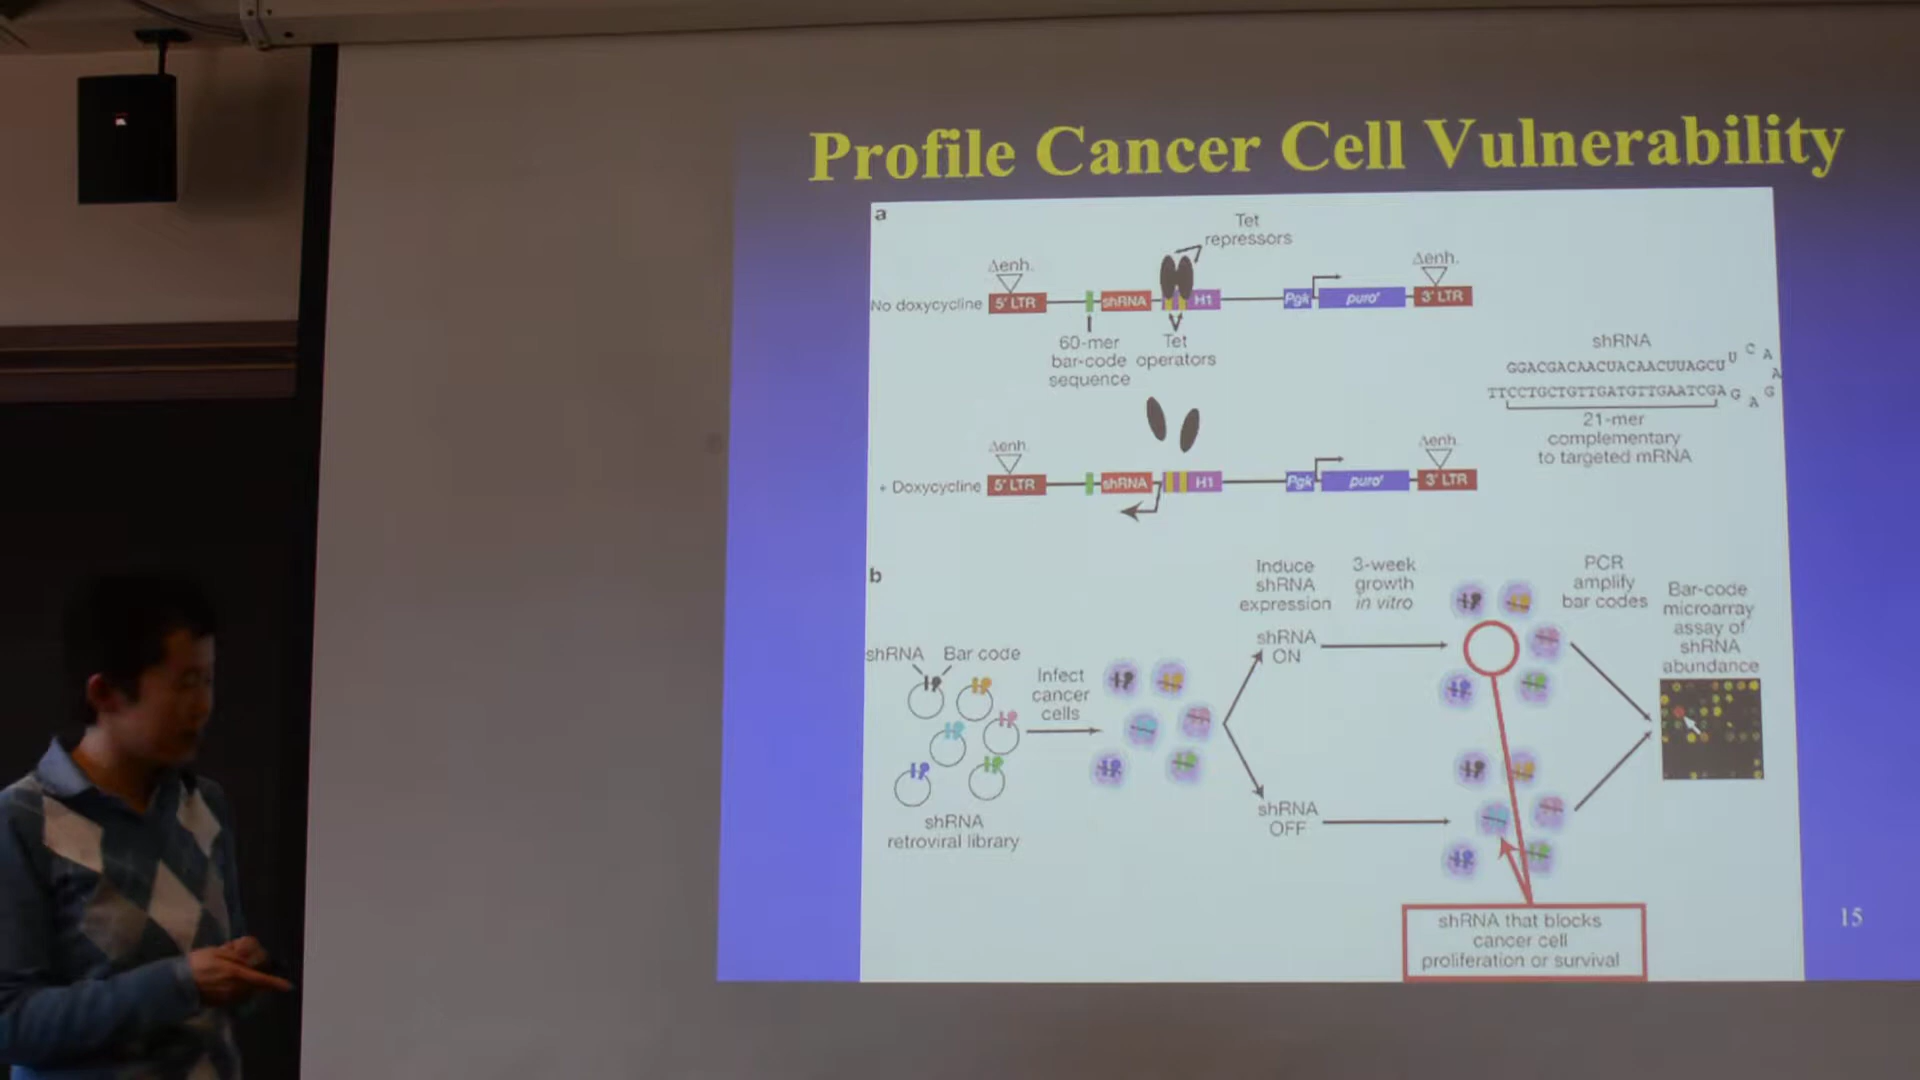 Profile Cancer Cell Vulnerability
a
Tet
repressors
Δenh.
Δenh.
No doxycycline
5' LTR
shRNA
H1
Pgk
puroʳ
3' LTR
60-mer
bar-code
sequence
Tet
operators
shRNA
GGACGACAACUACAACUUAGCU
U C A
A
TTCCTGCTGTTGATGTTGAATCGA
G A G
21-mer
complementary
to targeted mRNA
Δenh.
Δenh.
+ Doxycycline
5' LTR
shRNA
H1
Pgk
puroʳ
3' LTR
b
Induce
shRNA
expression
3-week
growth
in vitro
PCR
amplify
bar codes
Bar-code
microarray
assay of
shRNA
abundance
shRNA
Bar code
Infect
cancer
cells
shRNA
ON
shRNA
OFF
shRNA
retroviral library
shRNA that blocks
cancer cell
proliferation or survival
15